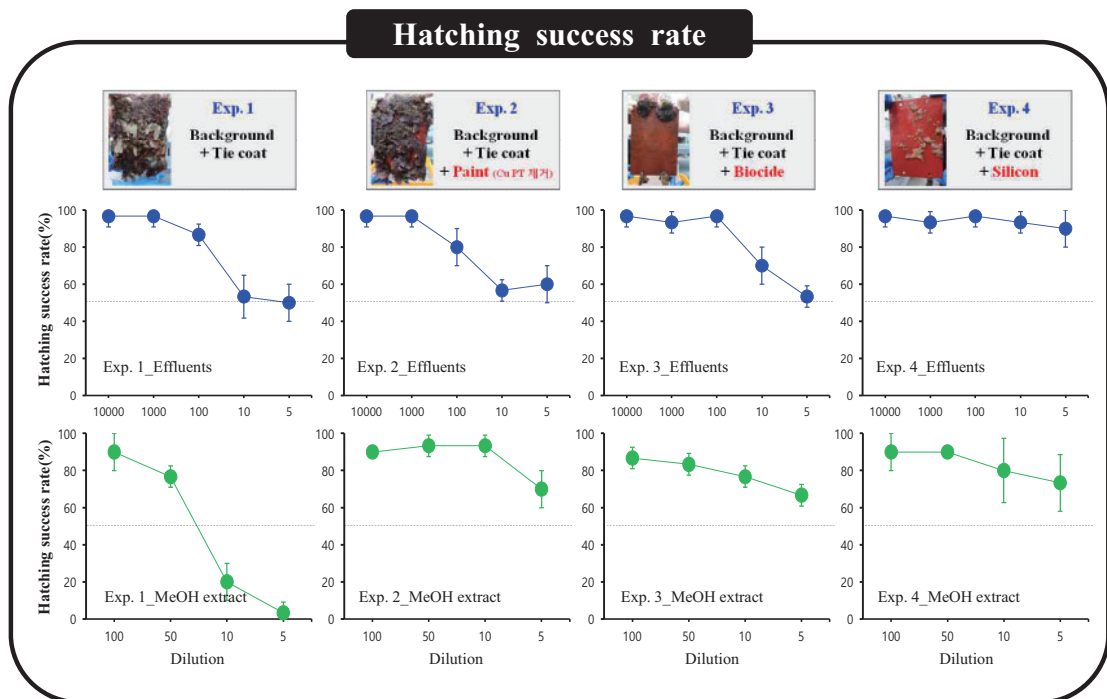 Hatching success rate
Exp. 1
Background
+ Tie coat
Exp. 2
Background
+ Tie coat
+ Paint (Cu PT 제거)
Exp. 3
Background
+ Tie coat
+ Biocide
Exp. 4
Background
+ Tie coat
+ Silicon
Hatching success rate(%)
100
80
60
40
20
0
Exp. 1_Effluents
10000 1000 100 10 5
100
80
60
40
20
0
Exp. 2_Effluents
10000 1000 100 10 5
100
80
60
40
20
0
Exp. 3_Effluents
10000 1000 100 10 5
100
80
60
40
20
0
Exp. 4_Effluents
10000 1000 100 10 5
Hatching success rate(%)
100
80
60
40
20
0
Exp. 1_MeOH extract
100 50 10 5
Dilution
100
80
60
40
20
0
Exp. 2_MeOH extract
100 50 10 5
Dilution
100
80
60
40
20
0
Exp. 3_MeOH extract
100 50 10 5
Dilution
100
80
60
40
20
0
Exp. 4_MeOH extract
100 50 10 5
Dilution